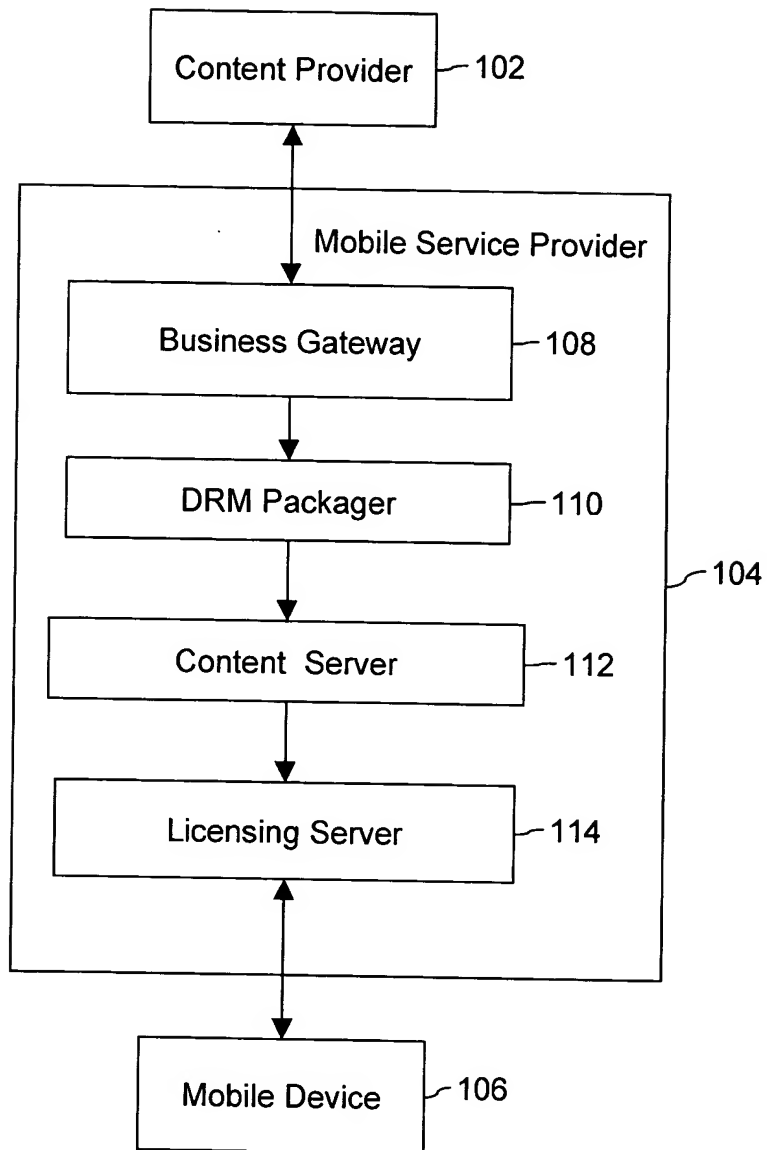 Content Provider 102
Mobile Service Provider
Business Gateway 108
DRM Packager 110
104
Content Server 112
Licensing Server 114
Mobile Device 106